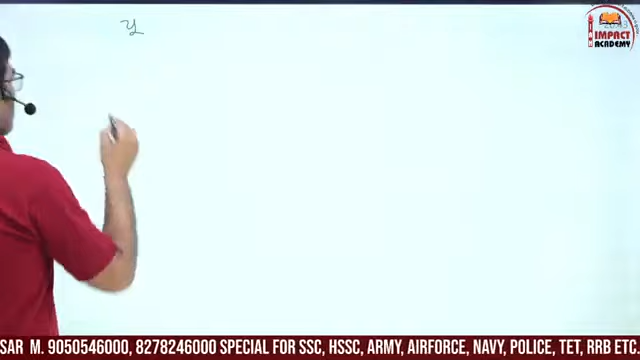 IMPACT
ACADEMY
SAR M. 9050546000, 8278246000 SPECIAL FOR SSC, HSSC, ARMY, AIRFORCE, NAVY, POLICE, TET, RRB ETC.